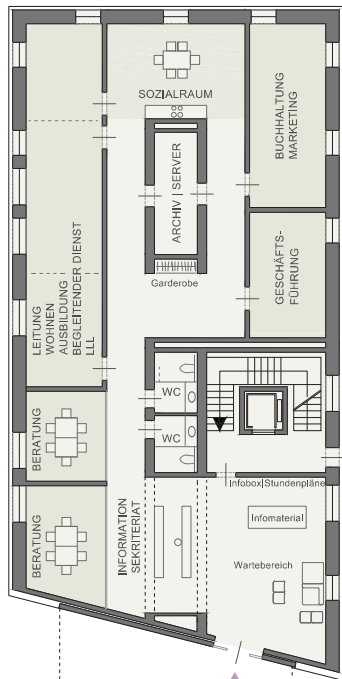 SOZIALRAUM
BUCHHALTUNG
MARKETING
ARCHIV | SERVER
GESCHÄFTS-
FÜHRUNG
LEITUNG
WOHNEN
AUSBILDUNG
BEGLEITENDER DIENST
LLL
Garderobe
WC
WC
BERATUNG
BERATUNG
INFORMATION
SEKRITERIAT
Infobox|Stundenpläne
Infomaterial
Wartebereich